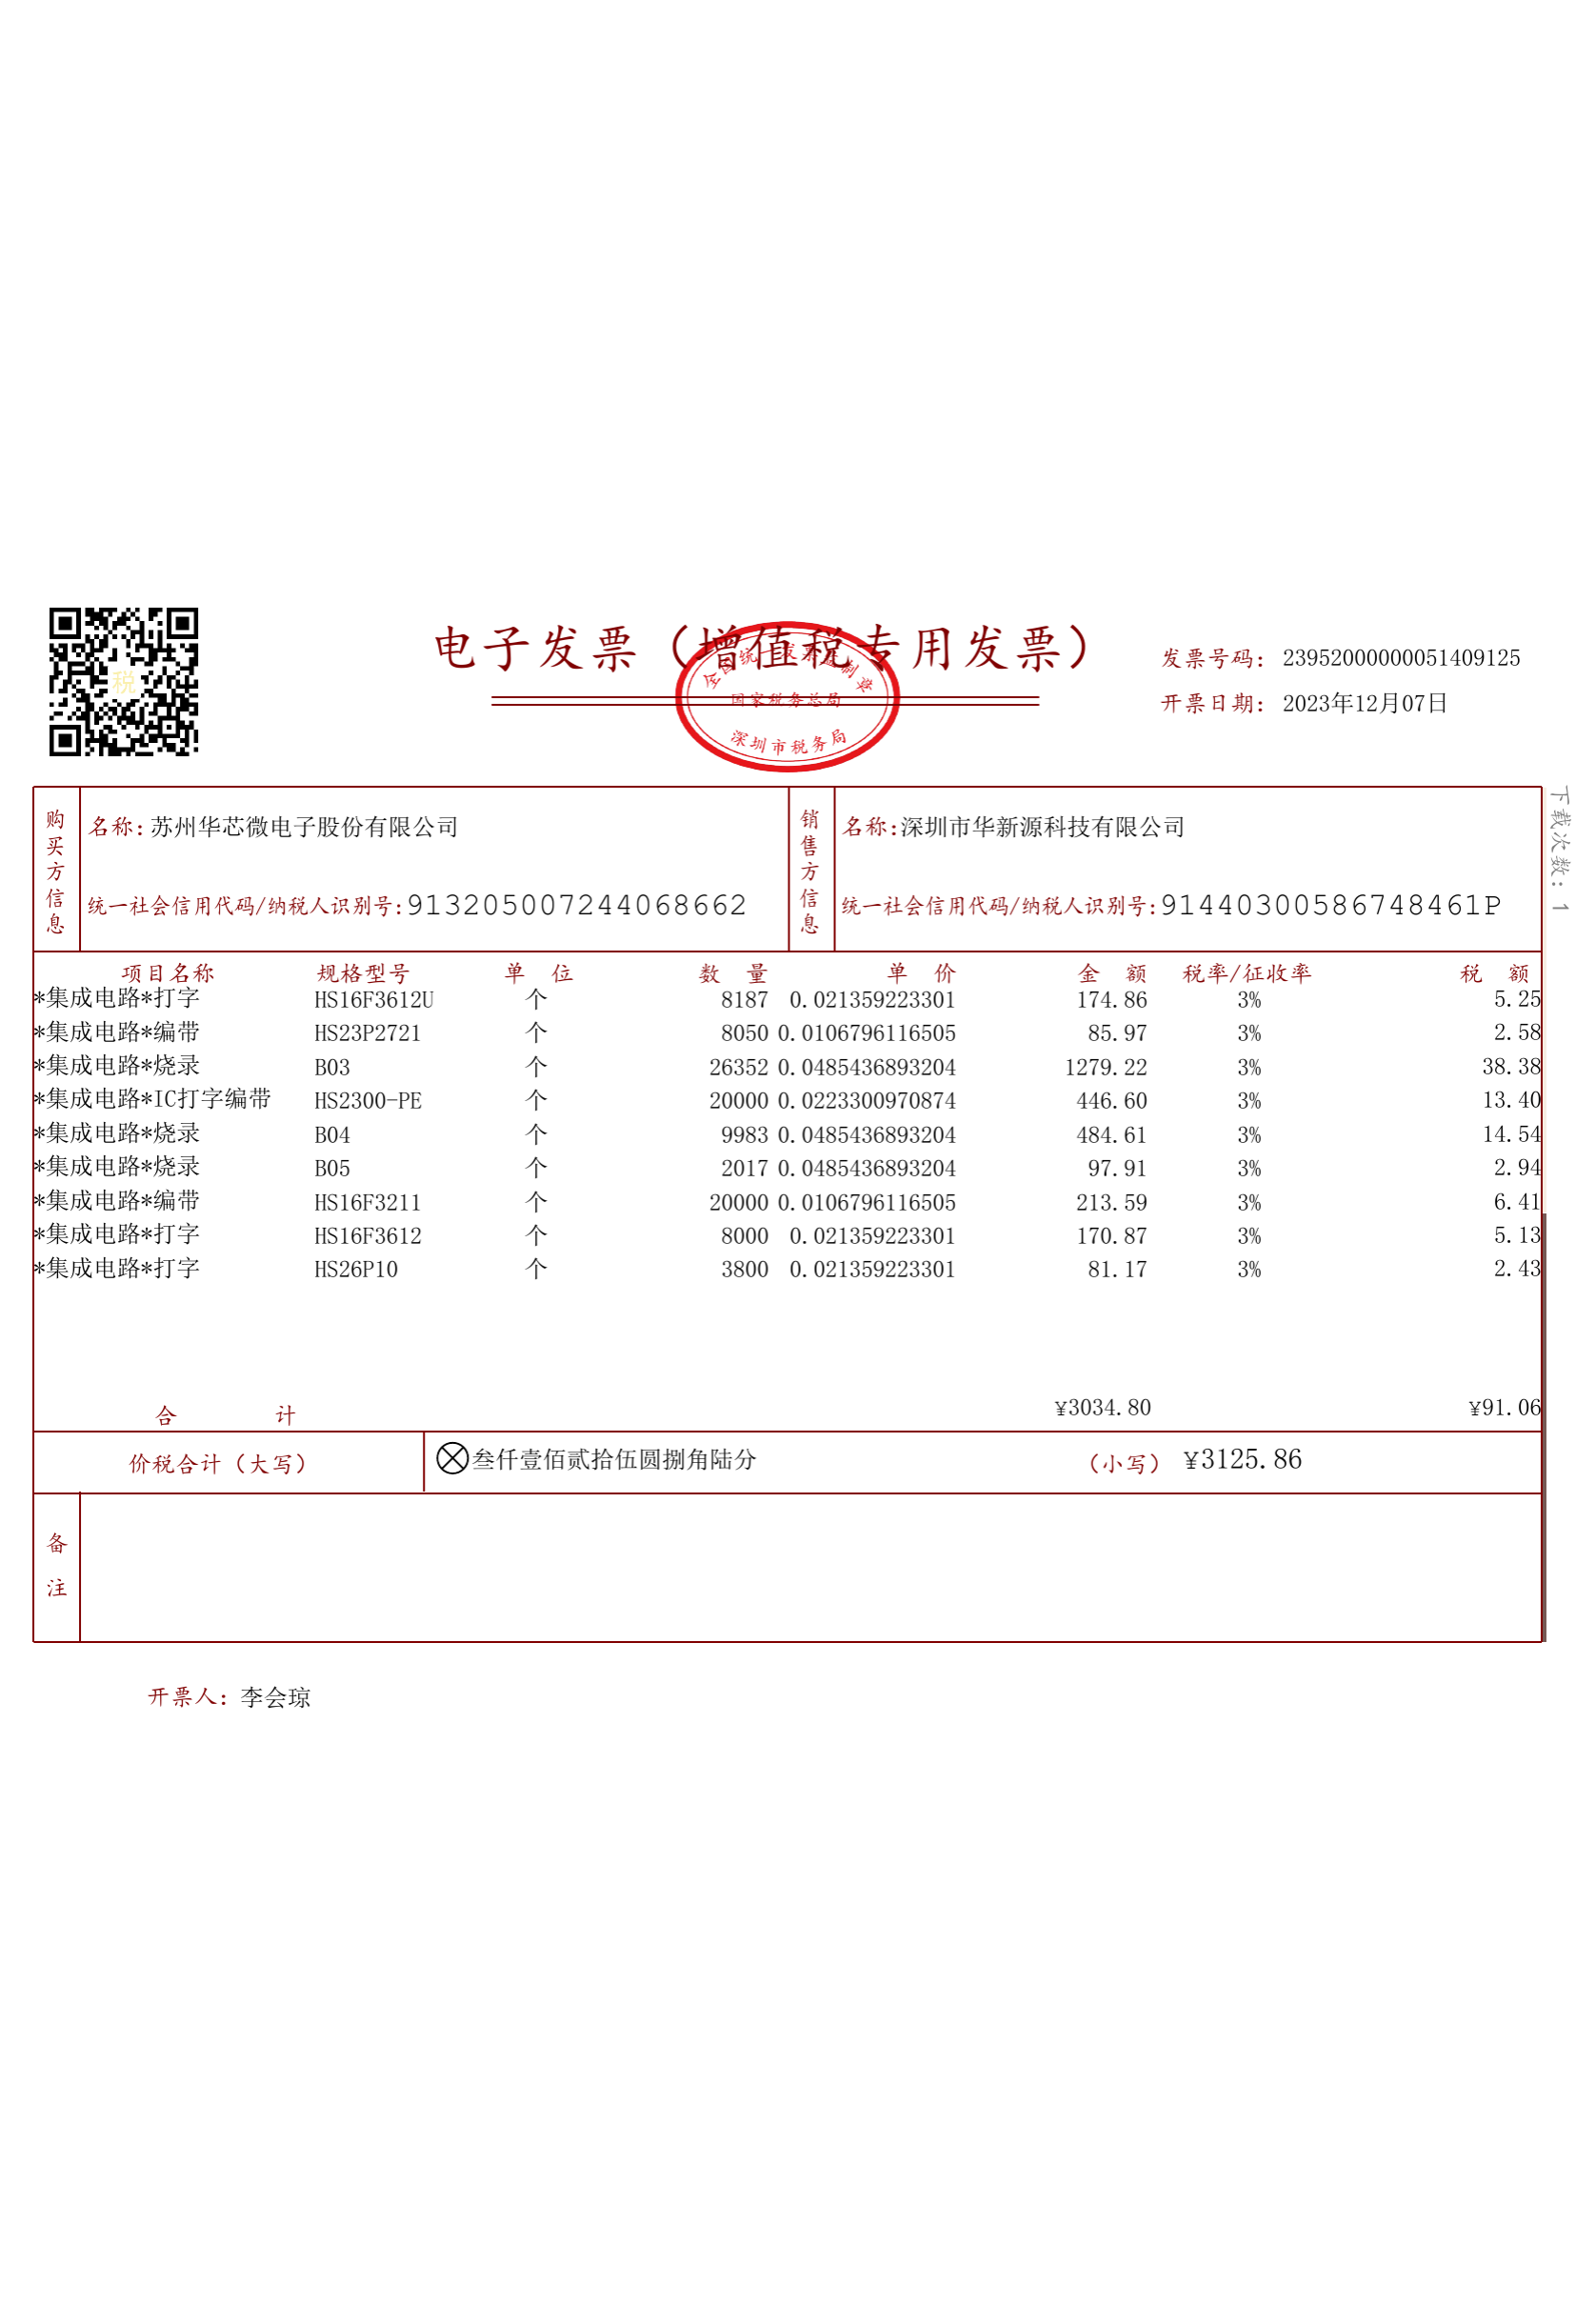 税
电子发票（增值税专用发票）
全国统一发票监制章
国家税务总局
深圳市税务局
发票号码：23952000000051409125
开票日期：2023年12月07日
下载次数：1
购买方信息
名称：苏州华芯微电子股份有限公司
统一社会信用代码/纳税人识别号：913205007244068662
销售方信息
名称：深圳市华新源科技有限公司
统一社会信用代码/纳税人识别号：91440300586748461P
项目名称 规格型号 单 位 数 量 单 价 金 额 税率/征收率 税 额
*集成电路*打字 HS16F3612U 个 8187 0.021359223301 174.86 3% 5.25
*集成电路*编带 HS23P2721 个 8050 0.0106796116505 85.97 3% 2.58
*集成电路*烧录 B03 个 26352 0.0485436893204 1279.22 3% 38.38
*集成电路*IC打字编带 HS2300-PE 个 20000 0.0223300970874 446.60 3% 13.40
*集成电路*烧录 B04 个 9983 0.0485436893204 484.61 3% 14.54
*集成电路*烧录 B05 个 2017 0.0485436893204 97.91 3% 2.94
*集成电路*编带 HS16F3211 个 20000 0.0106796116505 213.59 3% 6.41
*集成电路*打字 HS16F3612 个 8000 0.021359223301 170.87 3% 5.13
*集成电路*打字 HS26P10 个 3800 0.021359223301 81.17 3% 2.43
合 计 ¥3034.80 ¥91.06
价税合计（大写） 叁仟壹佰贰拾伍圆捌角陆分 （小写） ¥3125.86
备注
开票人：李会琼